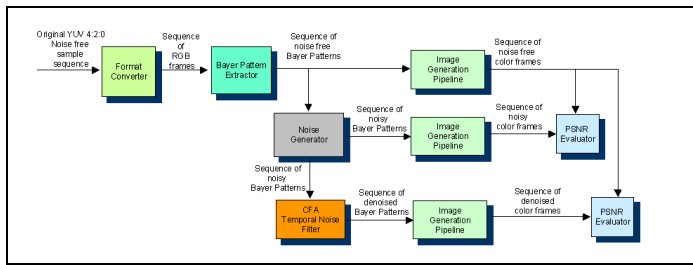 Original YUV 4:2:0
Noise free
sample
sequence
Format
Converter
Sequence
of
RGB
frames
Bayer Pattern
Extractor
Sequence of
noise free
Bayer Patterns
Image
Generation
Pipeline
Sequence of
noise free
color frames
Noise
Generator
Sequence of
noisy
Bayer Patterns
Image
Generation
Pipeline
Sequence of
noisy
color frames
PSNR
Evaluator
Sequence of
noisy
Bayer Patterns
CFA
Temporal Noise
Filter
Sequence of
denoised
Bayer Patterns
Image
Generation
Pipeline
Sequence of
denoised
color frames
PSNR
Evaluator